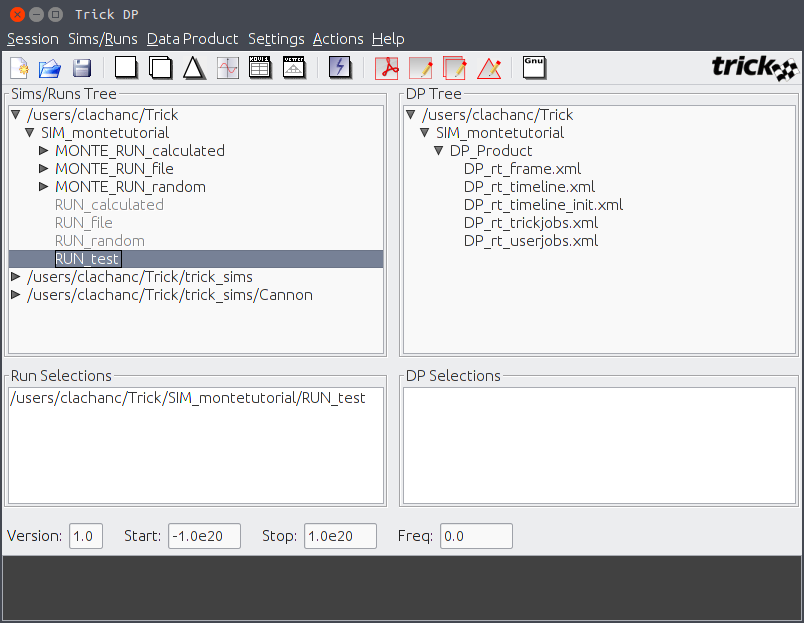 Trick DP
Session Sims/Runs Data Product Settings Actions Help
MOVIE
VERTER
Gnu
trick
Sims/Runs Tree
/users/clachanc/Trick
SIM_montetutorial
MONTE_RUN_calculated
MONTE_RUN_file
MONTE_RUN_random
RUN_calculated
RUN_file
RUN_random
RUN_test
/users/clachanc/Trick/trick_sims
/users/clachanc/Trick/trick_sims/Cannon
DP Tree
/users/clachanc/Trick
SIM_montetutorial
DP_Product
DP_rt_frame.xml
DP_rt_timeline.xml
DP_rt_timeline_init.xml
DP_rt_trickjobs.xml
DP_rt_userjobs.xml
Run Selections
/users/clachanc/Trick/SIM_montetutorial/RUN_test
DP Selections
Version: 1.0 Start: -1.0e20 Stop: 1.0e20 Freq: 0.0